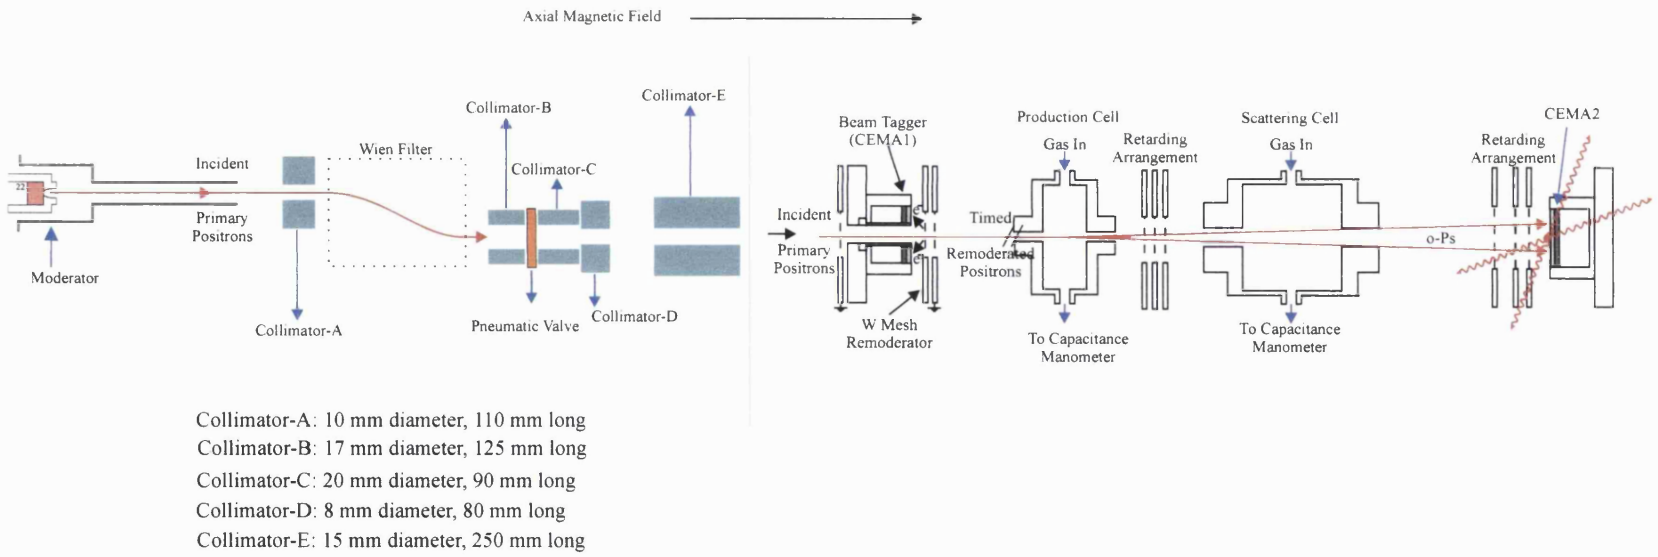 Axial Magnetic Field
Collimator-E
Collimator-B
Wien Filter
Collimator-C
Incident
22
Primary
Positrons
Moderator
Collimator-A
Pneumatic Valve
Collimator-D
Beam Tagger
(CEMA1)
Production Cell
Gas In
Retarding
Arrangement
Scattering Cell
Gas In
CEMA2
Retarding
Arrangement
Incident
Primary
Positrons
e-
e-
Timed
Remoderated
Positrons
o-Ps
W Mesh
Remoderator
To Capacitance
Manometer
To Capacitance
Manometer
Collimator-A: 10 mm diameter, 110 mm long
Collimator-B: 17 mm diameter, 125 mm long
Collimator-C: 20 mm diameter, 90 mm long
Collimator-D: 8 mm diameter, 80 mm long
Collimator-E: 15 mm diameter, 250 mm long